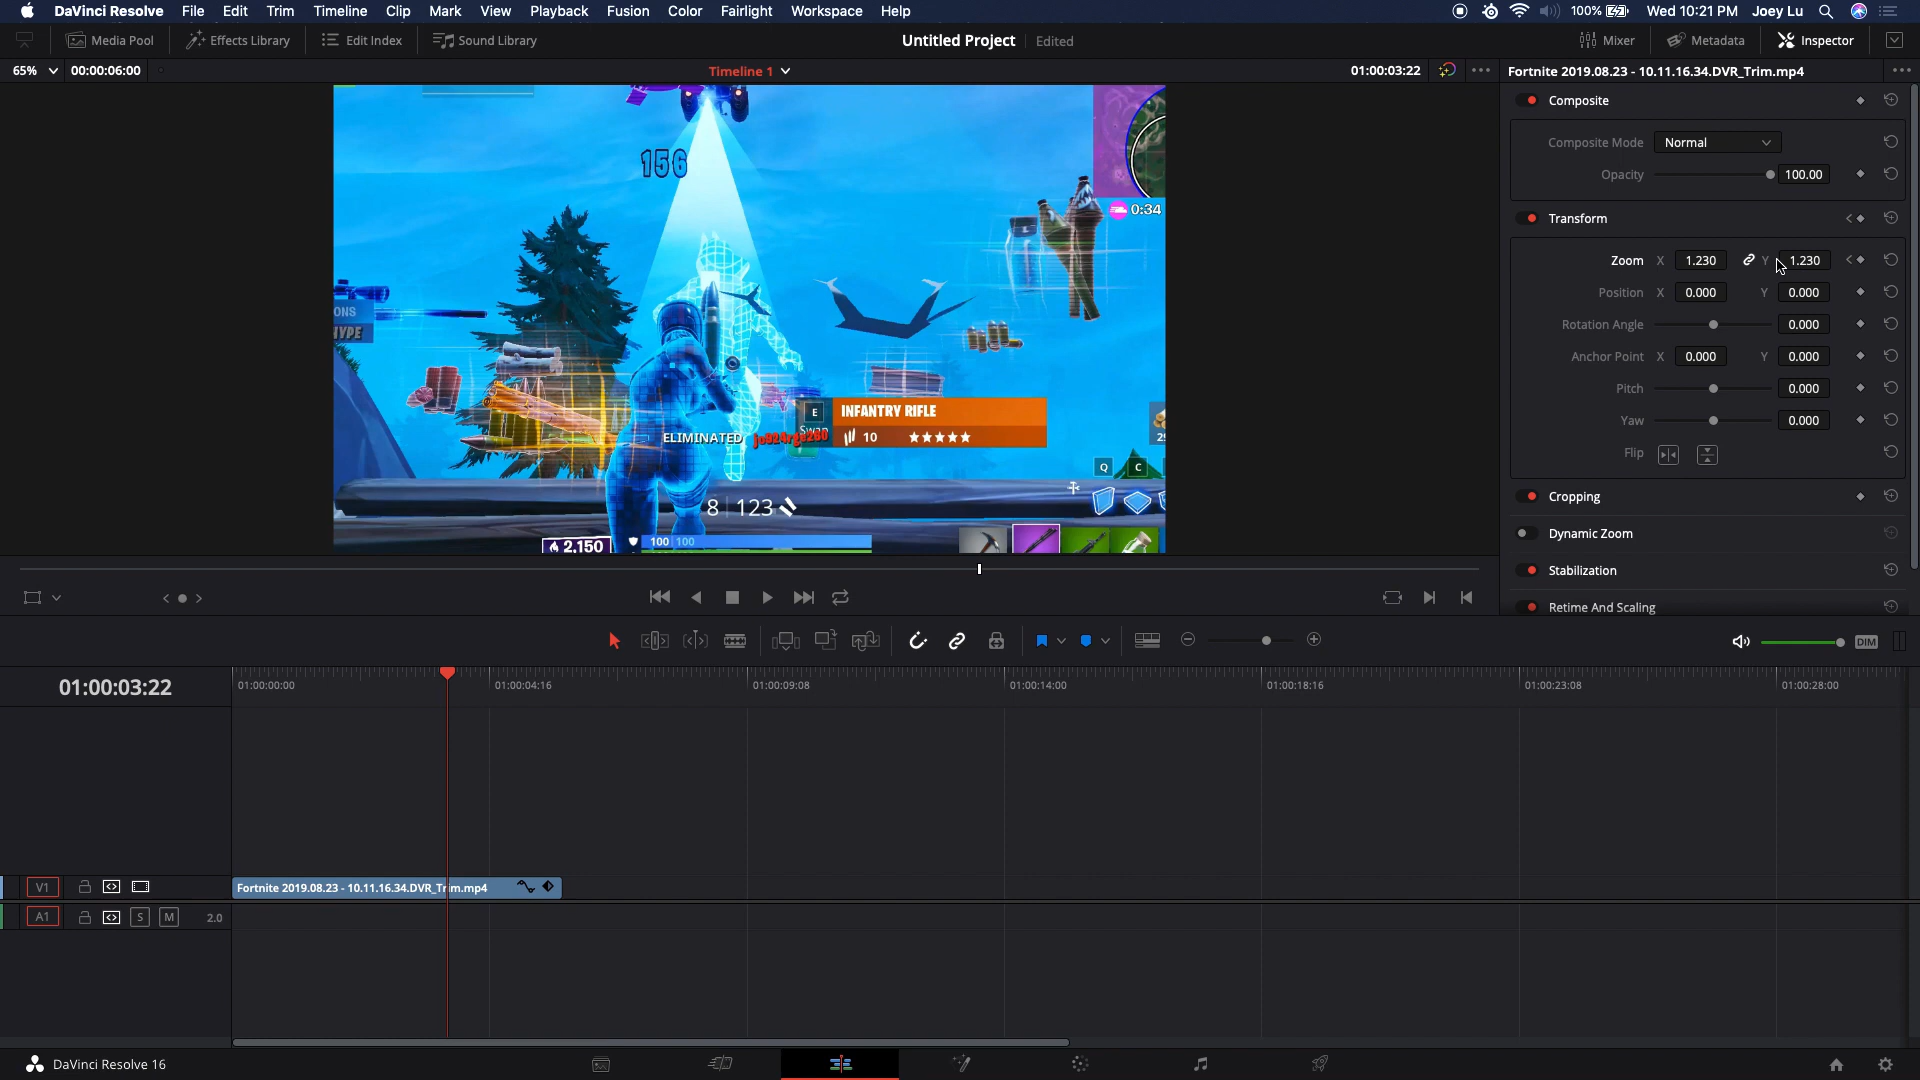 DaVinci Resolve File Edit Trim Timeline Clip Mark View Playback Fusion Color Fairlight Workspace Help 100% Wed 10:21 PM Joey Lu
Media Pool Effects Library Edit Index Sound Library Untitled Project Edited Mixer Metadata Inspector
65% 00:00:06:00 Timeline 1 01:00:03:22 Fortnite 2019.08.23 - 10.11.16.34.DVR_Trim.mp4
Composite
Composite Mode Normal
Opacity 100.00
Transform
Zoom X 1.230 Y 1.230
Position X 0.000 Y 0.000
Rotation Angle 0.000
Anchor Point X 0.000 Y 0.000
Pitch 0.000
Yaw 0.000
Flip
Cropping
Dynamic Zoom
Stabilization
Retime And Scaling
156
0:34
ONS
HYPE
E INFANTRY RIFLE
10 ★★★★★
ELIMINATED
Q C
8 | 123
2,150 100 | 100
DIM
01:00:03:22 01:00:00:00 01:00:04:16 01:00:09:08 01:00:14:00 01:00:18:16 01:00:23:08 01:00:28:00
V1 Fortnite 2019.08.23 - 10.11.16.34.DVR_Trim.mp4
A1 S M 2.0
DaVinci Resolve 16